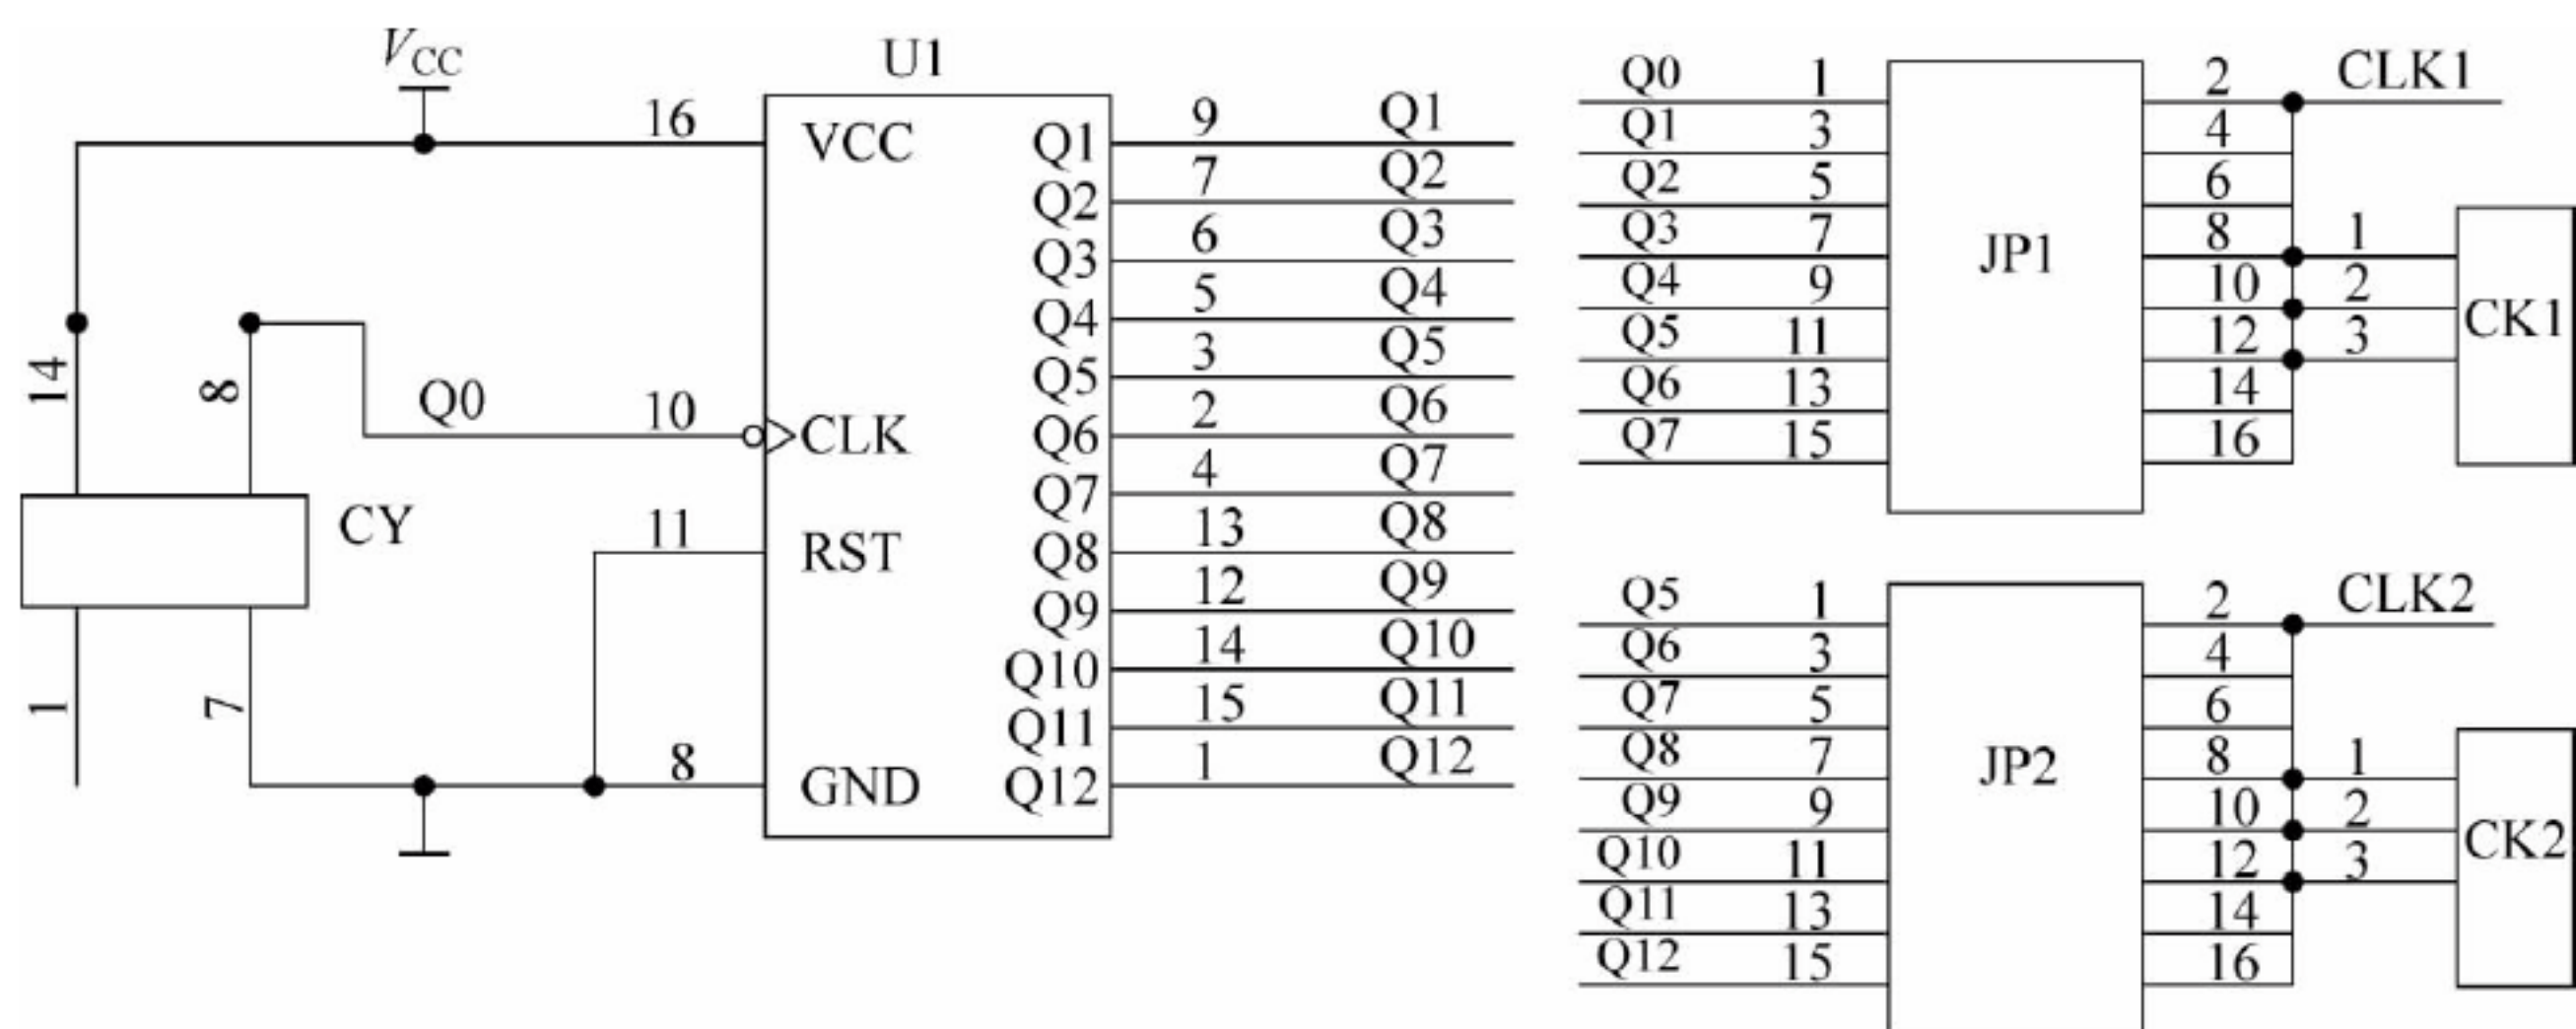 VCC
U1
16
VCC
14
8
Q0
10
CLK
CY
11
RST
1
7
8
GND
Q1 9 Q1
Q2 7 Q2
Q3 6 Q3
Q4 5 Q4
Q5 3 Q5
Q6 2 Q6
Q7 4 Q7
Q8 13 Q8
Q9 12 Q9
Q10 14 Q10
Q11 15 Q11
Q12 1 Q12
Q0 1 2 CLK1
Q1 3 4
Q2 5 6
Q3 7 8 1
Q4 9 10 2
Q5 11 12 3
Q6 13 14
Q7 15 16
JP1
CK1
Q5 1 2 CLK2
Q6 3 4
Q7 5 6
Q8 7 8 1
Q9 9 10 2
Q10 11 12 3
Q11 13 14
Q12 15 16
JP2
CK2